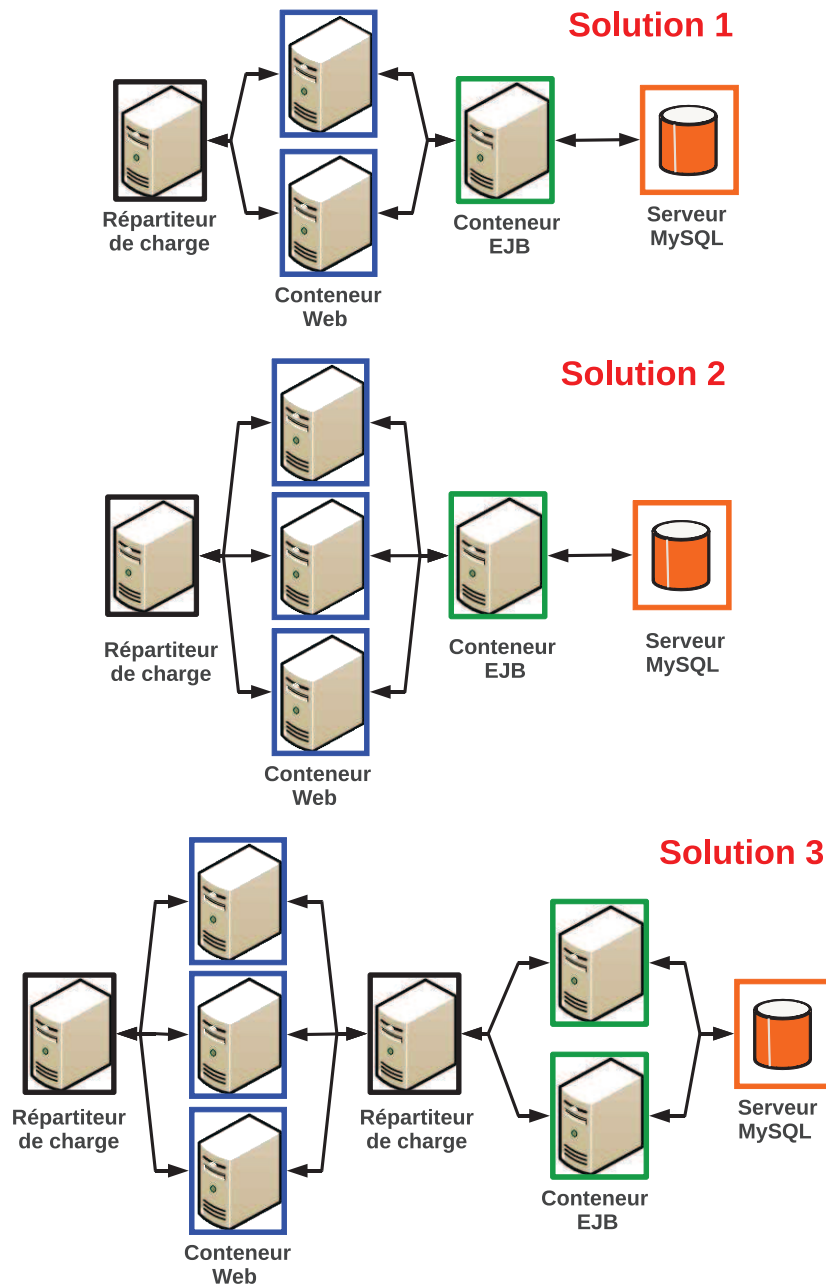 Solution 1
Répartiteur
de charge
Conteneur
Web
Conteneur
EJB
Serveur
MySQL
Solution 2
Répartiteur
de charge
Conteneur
Web
Conteneur
EJB
Serveur
MySQL
Solution 3
Répartiteur
de charge
Conteneur
Web
Répartiteur
de charge
Conteneur
EJB
Serveur
MySQL